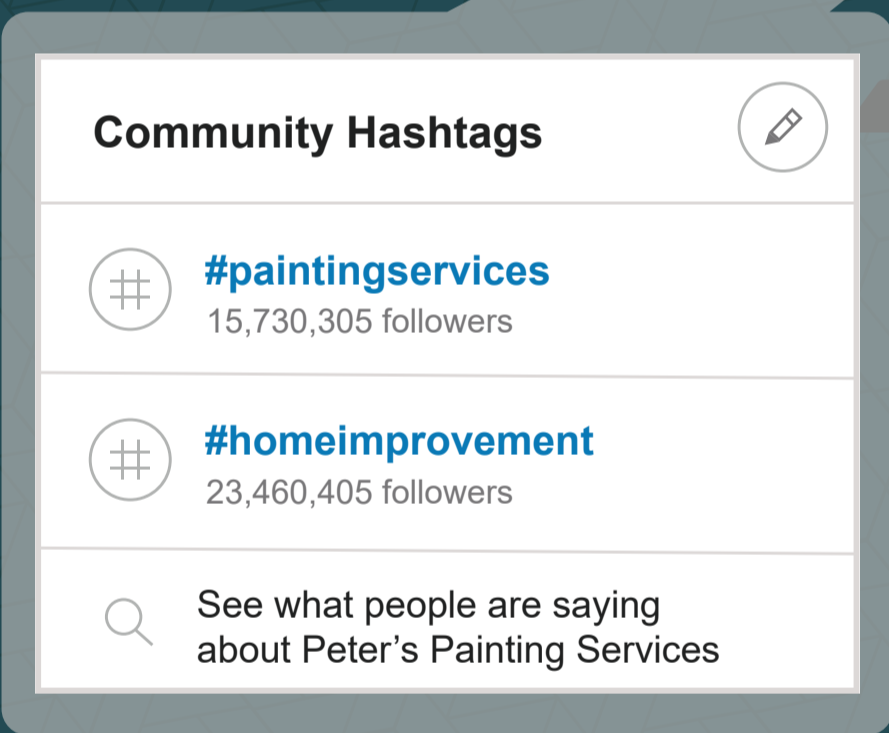 Community Hashtags
#paintingservices
15,730,305 followers
#homeimprovement
23,460,405 followers
See what people are saying
about Peter’s Painting Services